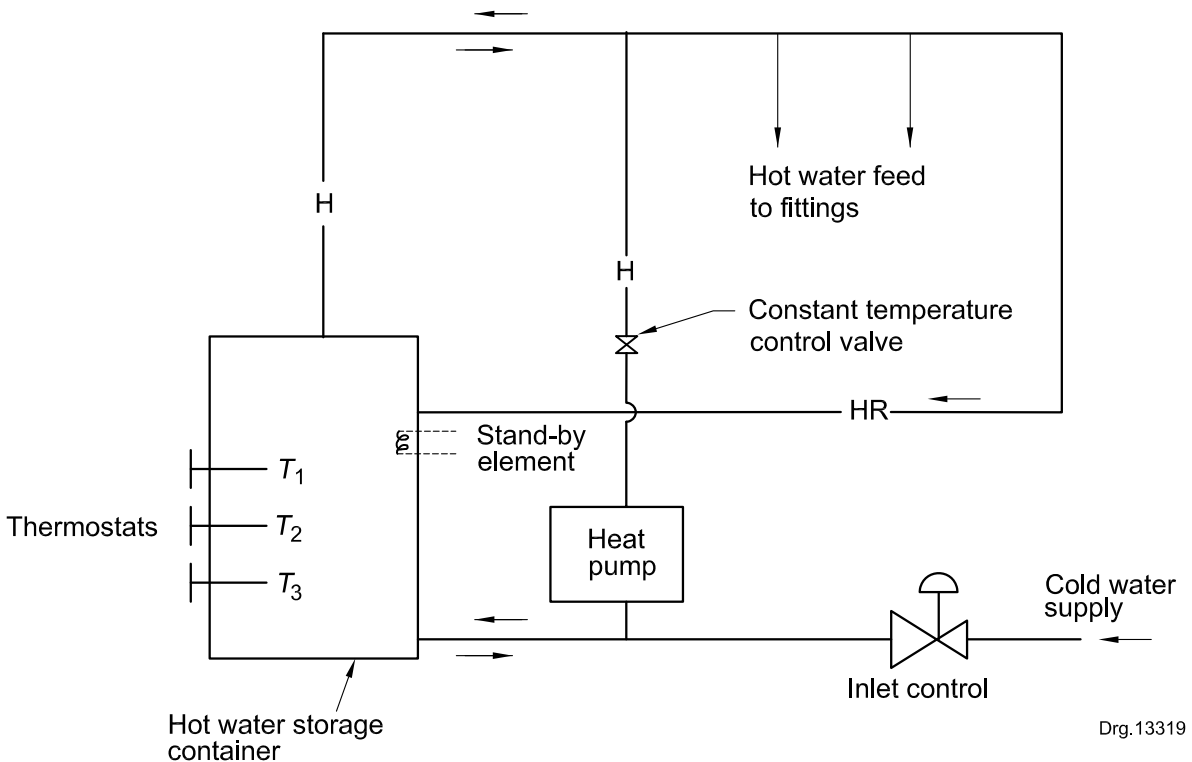 H
Hot water feed
to fittings
H
Constant temperature
control valve
HR
Stand-by
element
T1
Thermostats
T2
T3
Heat
pump
Cold water
supply
Inlet control
Hot water storage
container
Drg.13319